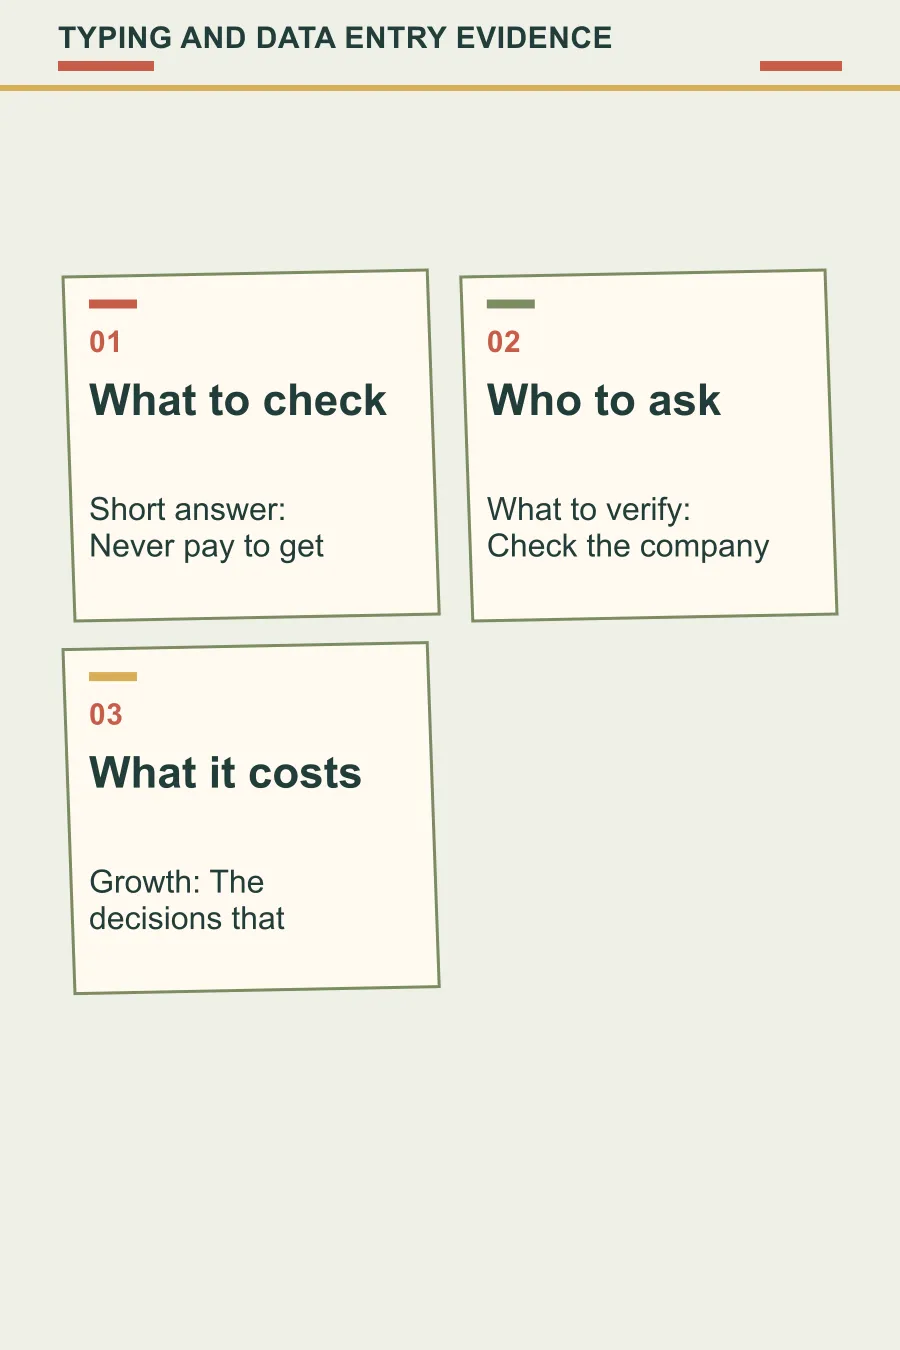 TYPING AND DATA ENTRY EVIDENCE
01
What to check
Short answer:
Never pay to get
02
Who to ask
What to verify:
Check the company
03
What it costs
Growth: The
decisions that